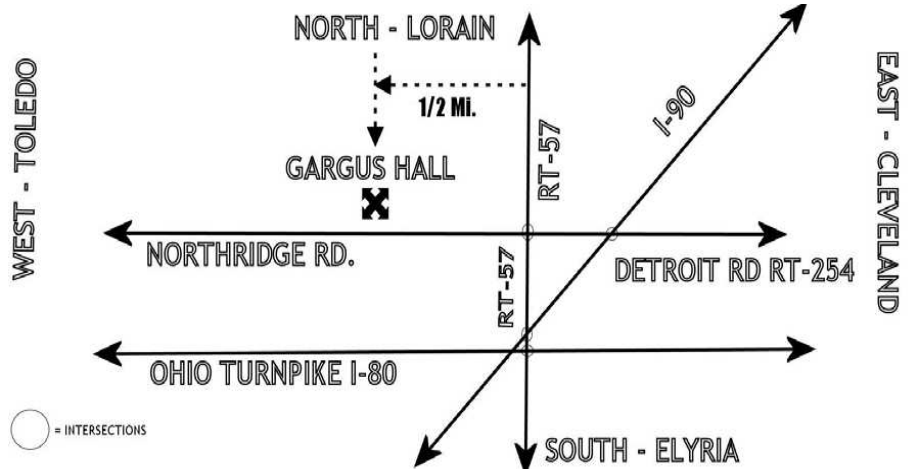 NORTH - LORAIN
WEST - TOLEDO
EAST - CLEVELAND
1/2 Mi.
I-90
RT-57
GARGUS HALL
NORTHRIDGE RD.
RT-57
DETROIT RD RT-254
OHIO TURNPIKE I-80
= INTERSECTIONS
SOUTH - ELYRIA